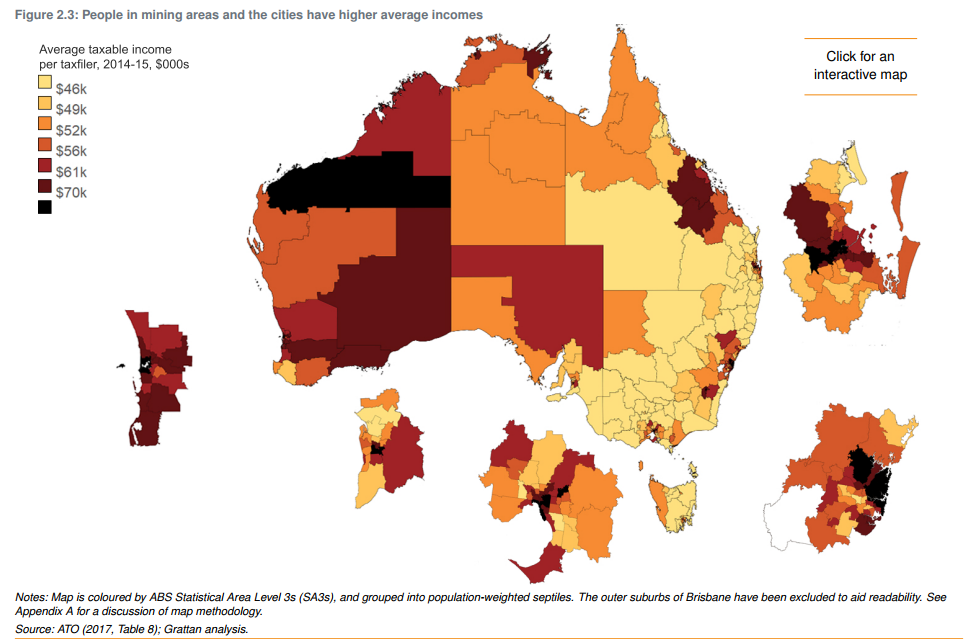 Figure 2.3: People in mining areas and the cities have higher average incomes
Average taxable income
per taxfiler, 2014-15, $000s
$46k
$49k
$52k
$56k
$61k
$70k
Click for an
interactive map
Notes: Map is coloured by ABS Statistical Area Level 3s (SA3s), and grouped into population-weighted septiles. The outer suburbs of Brisbane have been excluded to aid readability. See
Appendix A for a discussion of map methodology.
Source: ATO (2017, Table 8); Grattan analysis.